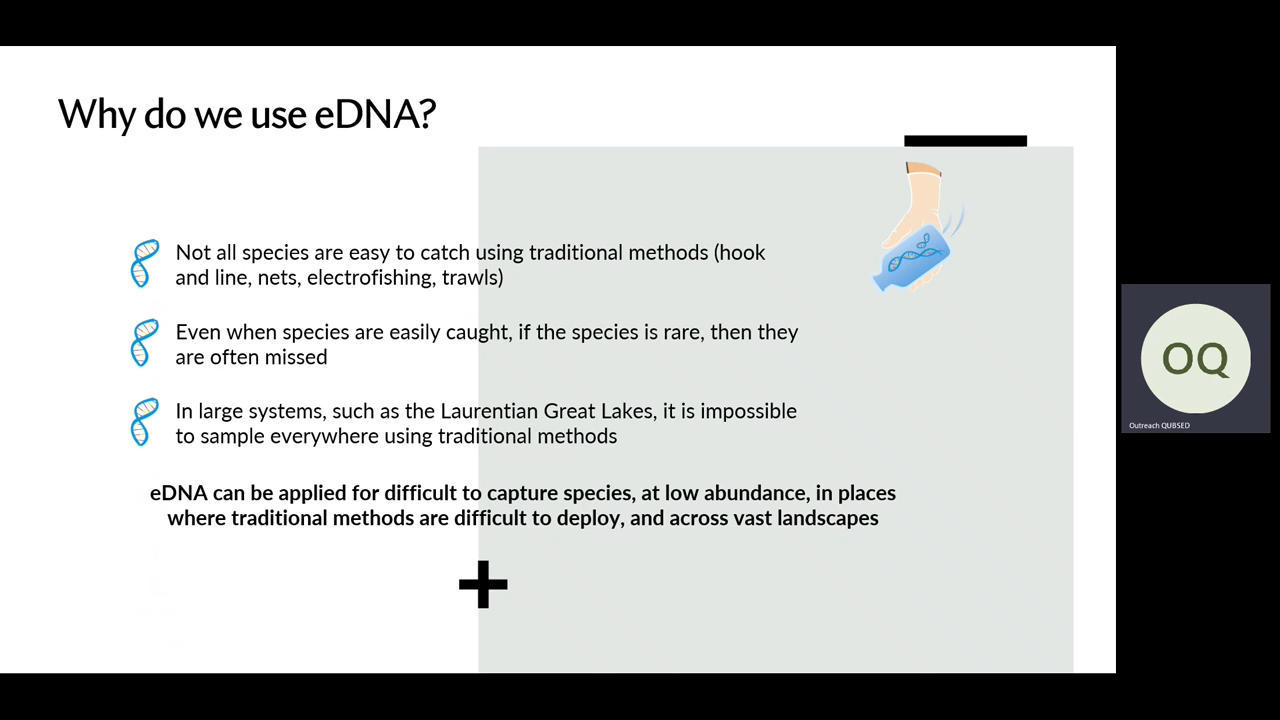 Why do we use eDNA?
Not all species are easy to catch using traditional methods (hook
and line, nets, electrofishing, trawls)
Even when species are easily caught, if the species is rare, then they
are often missed
In large systems, such as the Laurentian Great Lakes, it is impossible
to sample everywhere using traditional methods
eDNA can be applied for difficult to capture species, at low abundance, in places
where traditional methods are difficult to deploy, and across vast landscapes
OQ
Outreach QUBSED